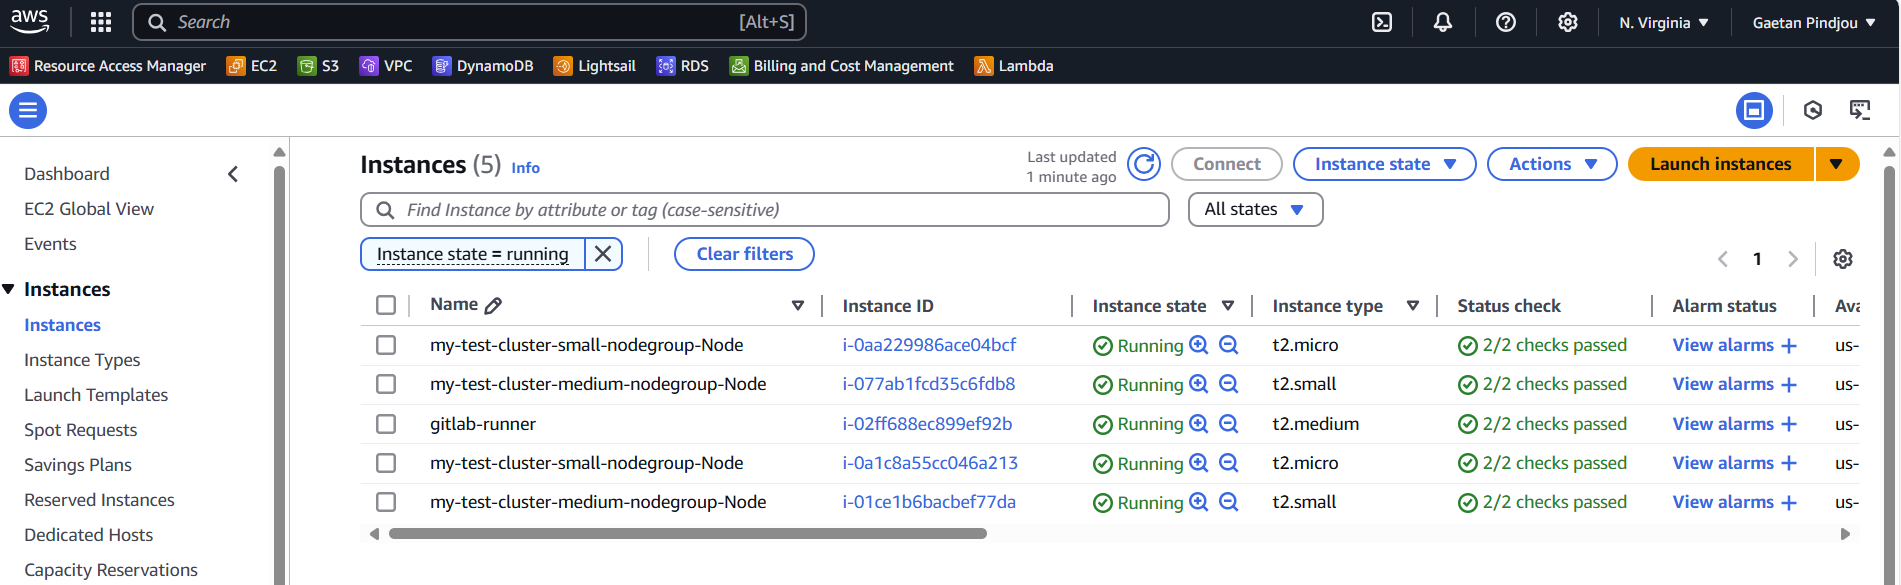 aws
Search [Alt+S] N. Virginia Gaetan Pindjou
Resource Access Manager EC2 S3 VPC DynamoDB Lightsail RDS Billing and Cost Management Lambda
Dashboard
EC2 Global View
Events
Instances
Instances
Instance Types
Launch Templates
Spot Requests
Savings Plans
Reserved Instances
Dedicated Hosts
Capacity Reservations
Instances (5) Info
Last updated
1 minute ago
Connect Instance state Actions Launch instances
Find Instance by attribute or tag (case-sensitive) All states
Instance state = running Clear filters
1
Name Instance ID Instance state Instance type Status check Alarm status Ava
my-test-cluster-small-nodegroup-Node i-0aa229986ace04bcf Running t2.micro 2/2 checks passed View alarms + us-
my-test-cluster-medium-nodegroup-Node i-077ab1fcd35c6fdb8 Running t2.small 2/2 checks passed View alarms + us-
gitlab-runner i-02ff688ec899ef92b Running t2.medium 2/2 checks passed View alarms + us-
my-test-cluster-small-nodegroup-Node i-0a1c8a55cc046a213 Running t2.micro 2/2 checks passed View alarms + us-
my-test-cluster-medium-nodegroup-Node i-01ce1b6bacbef77da Running t2.small 2/2 checks passed View alarms + us-